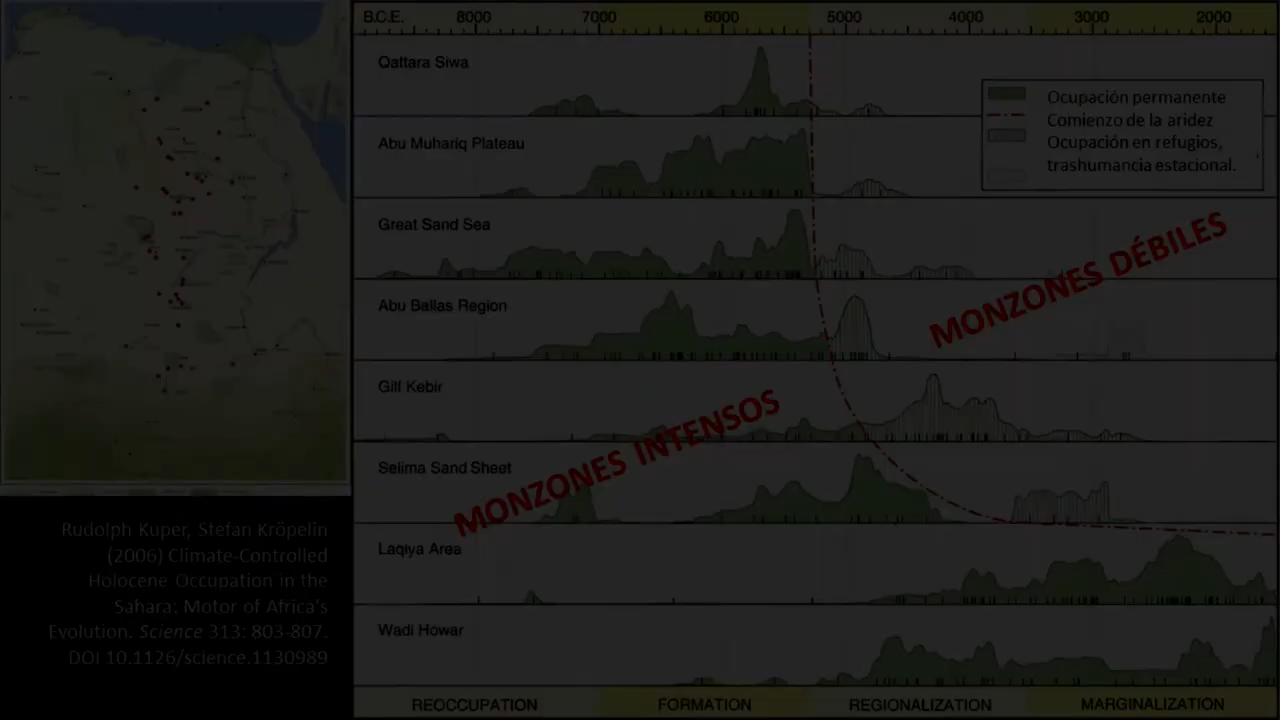 B.C.E. 8000 7000 6000 5000 4000 3000 2000
Qattara Siwa
Ocupación permanente
Comienzo de la aridez
Ocupación en refugios,
trashumancia estacional.
Abu Muhariq Plateau
Great Sand Sea
MONZONES DÉBILES
Abu Ballas Region
Gilf Kebir
MONZONES INTENSOS
Selima Sand Sheet
Laqiya Area
Wadi Howar
REOCCUPATION FORMATION REGIONALIZATION MARGINALIZATION
Rudolph Kuper, Stefan Kröpelin
(2006) Climate-Controlled
Holocene Occupation in the
Sahara: Motor of Africa's
Evolution. Science 313: 803-807.
DOI 10.1126/science.1130989